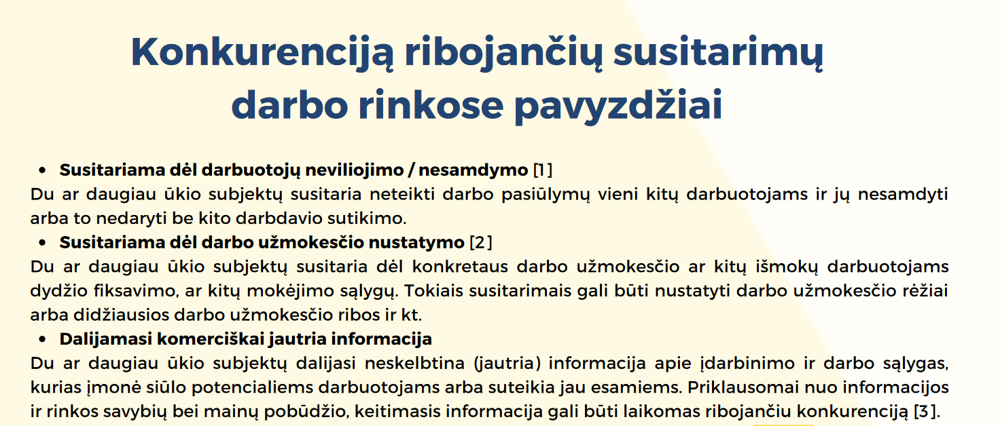 Konkurenciją ribojančių susitarimų
darbo rinkose pavyzdžiai
• Susitariama dėl darbuotojų neviliojimo / nesamdymo [1]
Du ar daugiau ūkio subjektų susitaria neteikti darbo pasiūlymų vieni kitų darbuotojams ir jų nesamdyti
arba to nedaryti be kito darbdavio sutikimo.
• Susitariama dėl darbo užmokesčio nustatymo [2]
Du ar daugiau ūkio subjektų susitaria dėl konkretaus darbo užmokesčio ar kitų išmokų darbuotojams
dydžio fiksavimo, ar kitų mokėjimo sąlygų. Tokiais susitarimais gali būti nustatyti darbo užmokesčio rėžiai
arba didžiausios darbo užmokesčio ribos ir kt.
• Dalijamasi komerciškai jautria informacija
Du ar daugiau ūkio subjektų dalijasi neskelbtina (jautria) informacija apie įdarbinimo ir darbo sąlygas,
kurias įmonė siūlo potencialiems darbuotojams arba suteikia jau esamiems. Priklausomai nuo informacijos
ir rinkos savybių bei mainų pobūdžio, keitimasis informacija gali būti laikomas ribojančiu konkurenciją [3].